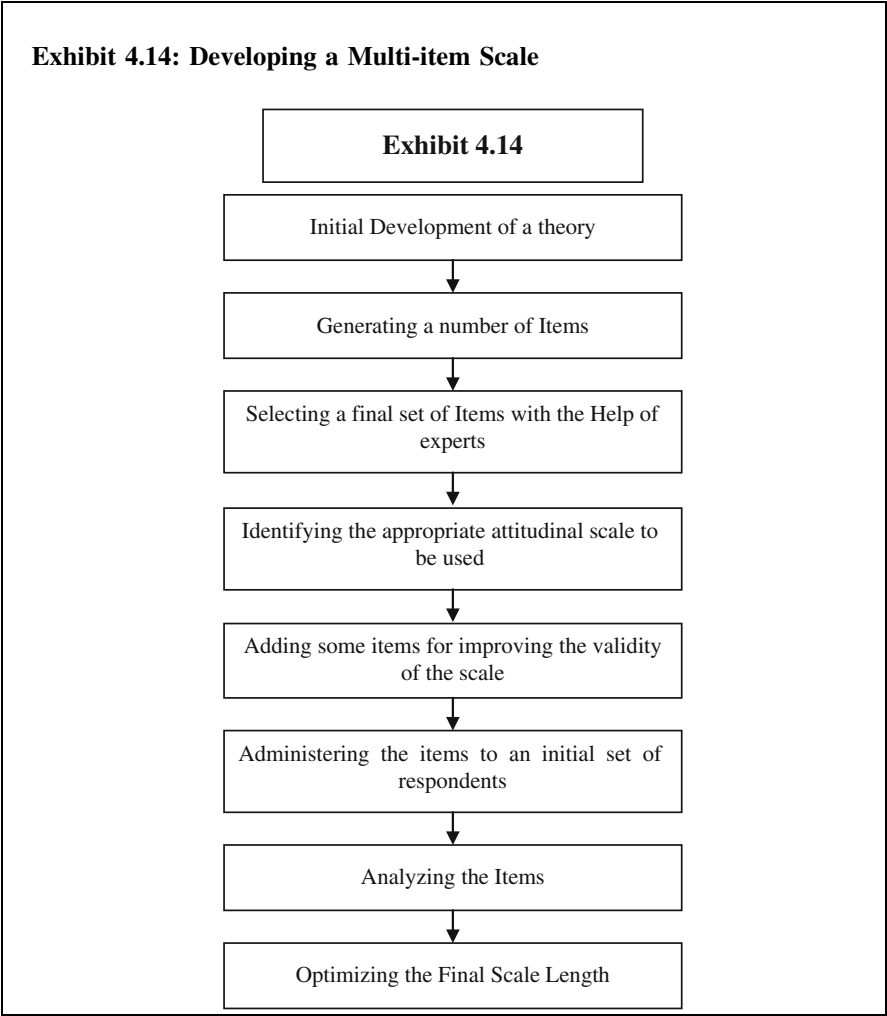 Exhibit 4.14: Developing a Multi-item Scale
Exhibit 4.14
Initial Development of a theory
Generating a number of Items
Selecting a final set of Items with the Help of
experts
Identifying the appropriate attitudinal scale to
be used
Adding some items for improving the validity
of the scale
Administering the items to an initial set of
respondents
Analyzing the Items
Optimizing the Final Scale Length